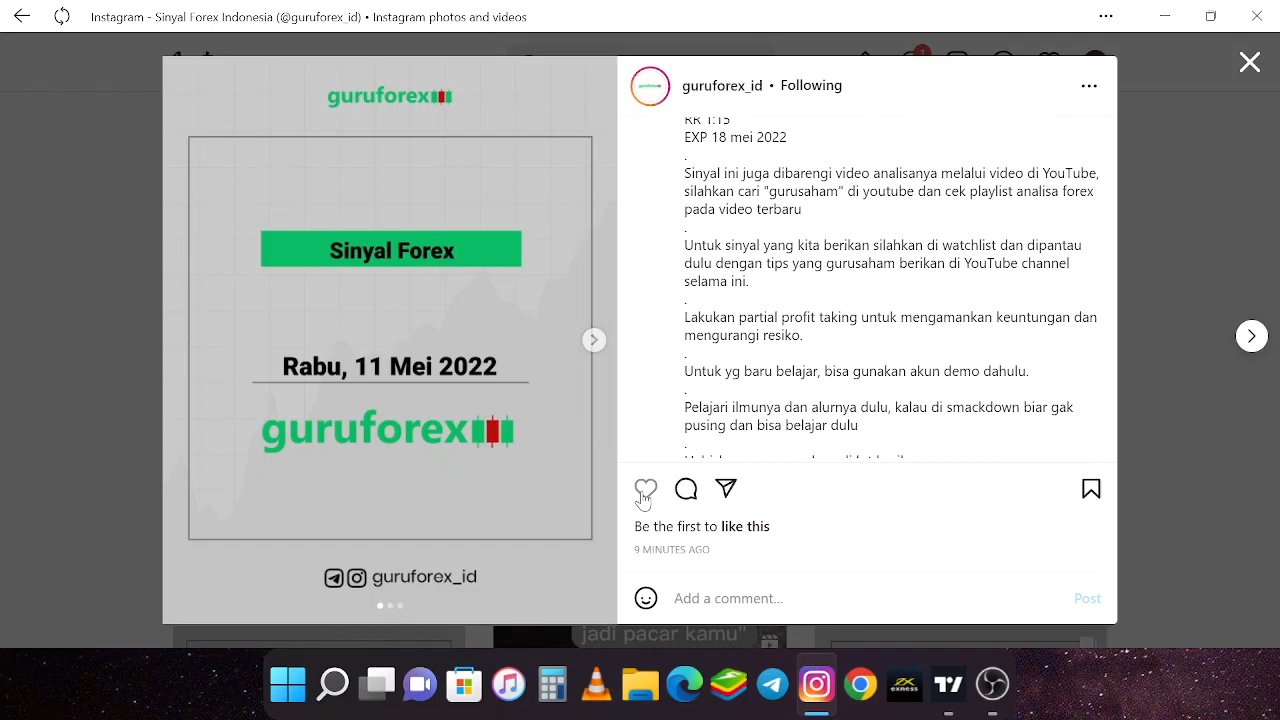 Instagram - Sinyal Forex Indonesia (@guruforex_id) • Instagram photos and videos
1
guruforex
Sinyal Forex
Rabu, 11 Mei 2022
guruforex
guruforex_id
guruforex_id • Following
RR 1:15
EXP 18 mei 2022
.
Sinyal ini juga dibarengi video analisanya melalui video di YouTube,
silahkan cari "gurusaham" di youtube dan cek playlist analisa forex
pada video terbaru
.
Untuk sinyal yang kita berikan silahkan di watchlist dan dipantau
dulu dengan tips yang gurusaham berikan di YouTube channel
selama ini.
.
Lakukan partial profit taking untuk mengamankan keuntungan dan
mengurangi resiko.
.
Untuk yg baru belajar, bisa gunakan akun demo dahulu.
.
Pelajari ilmunya dan alurnya dulu, kalau di smackdown biar gak
pusing dan bisa belajar dulu
.
Be the first to like this
9 MINUTES AGO
Add a comment...
Post
jadi pacar kamu"
exness